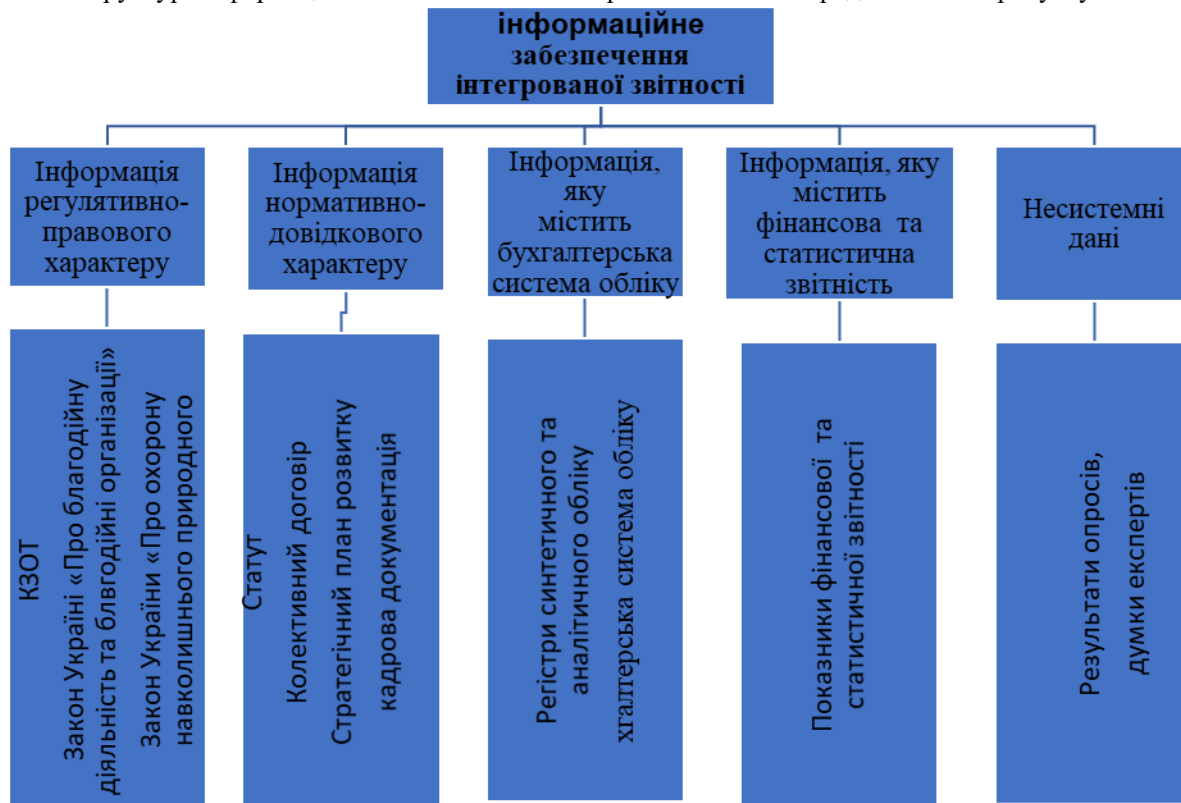 інформаційне
забезпечення
інтегрованої звітності
Інформація
регулятивно-
правового
характеру
Інформація
нормативно-
довідкового
характеру
Інформація,
яку
містить
бухгалтерська
система обліку
Інформація, яку
містить
фінансова та
статистична
звітність
Несистемні
дані
КЗОТ
Закон Україні «Про благодійну
діяльність та блвгодійні організації»
Закон України «Про охорону
навколишнього природного
Статут
Колективний договір
Стратегічний план розвитку
кадрова документація
Регістри синтетичного та
аналітичного обліку
хгалтерська система обліку
Показники фінансової та
статистичної звітності
Результати опросів,
думки експертів